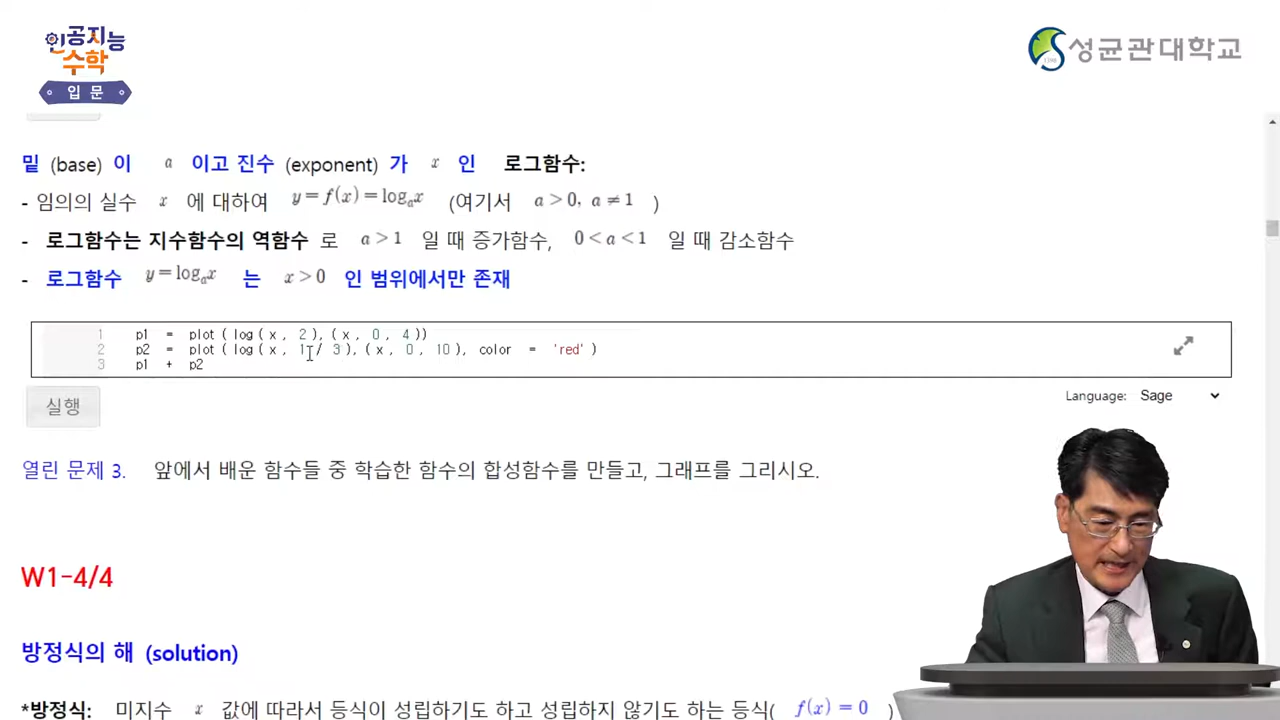 인공지능
수학
입문
성균관대학교
밑 (base) 이 a 이고 진수 (exponent) 가 x 인 로그함수:
- 임의의 실수 x 에 대하여 y = f(x) = logₐx (여기서 a > 0, a ≠ 1 )
- 로그함수는 지수함수의 역함수 로 a > 1 일 때 증가함수, 0 < a < 1 일 때 감소함수
- 로그함수 y = logₐx 는 x > 0 인 범위에서만 존재
1 p1 = plot(log(x, 2), (x, 0, 4))
2 p2 = plot(log(x, 1/3), (x, 0, 10), color = 'red')
3 p1 + p2
실행
Language: Sage
열린 문제 3. 앞에서 배운 함수들 중 학습한 함수의 합성함수를 만들고, 그래프를 그리시오.
W1-4/4
방정식의 해 (solution)
*방정식: 미지수 x 값에 따라서 등식이 성립하기도 하고 성립하지 않기도 하는 등식( f(x) = 0 )